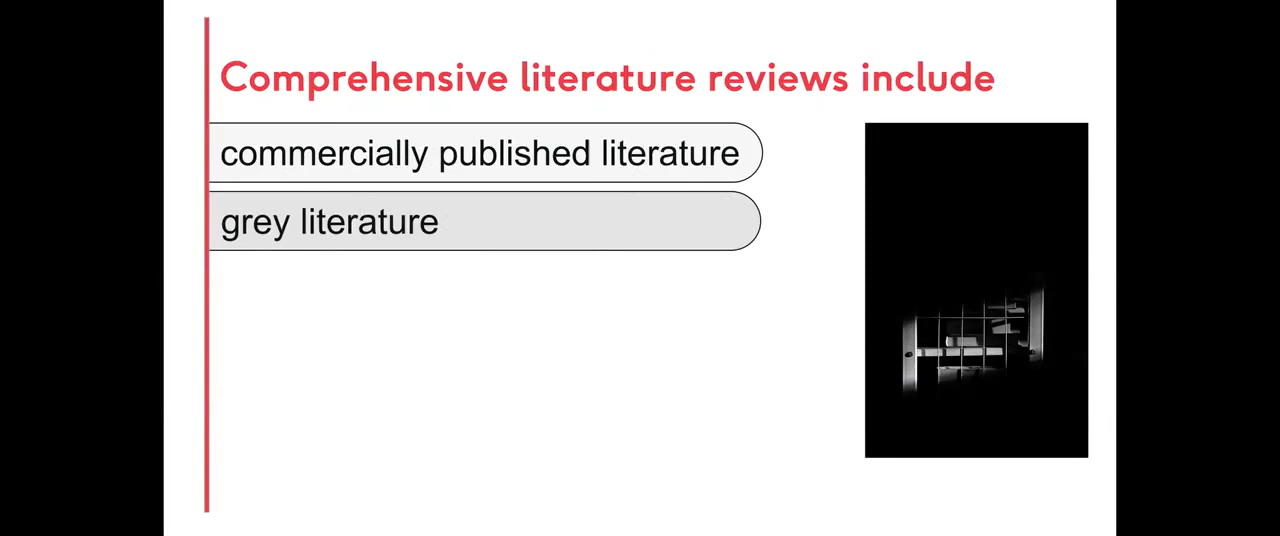 Comprehensive literature reviews include
commercially published literature
grey literature